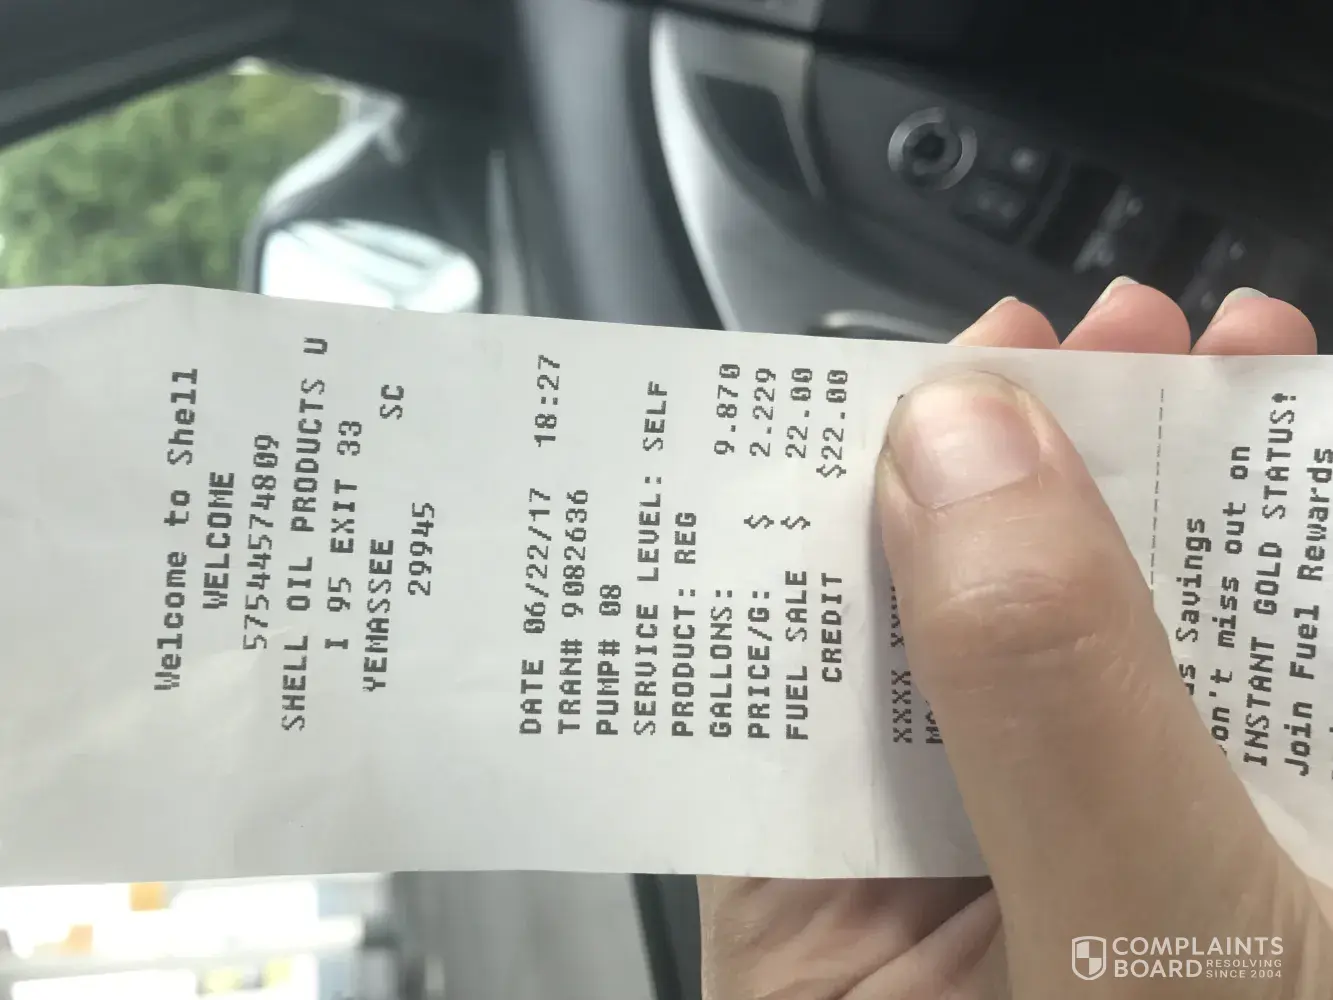 Welcome to Shell
WELCOME
57544574809
SHELL OIL PRODUCTS U
I 95 EXIT 33
YEMASSEE SC
29945
DATE 06/22/17 18:27
TRAN# 9082636
PUMP# 08
SERVICE LEVEL: SELF
PRODUCT: REG
GALLONS: 9.870
PRICE/G: $ 2.229
FUEL SALE $ 22.00
CREDIT $22.00
XXXX
Savings
on't miss out on
INSTANT GOLD STATUS!
Join Fuel Rewards
COMPLAINTS
BOARD RESOLVING
SINCE 2004